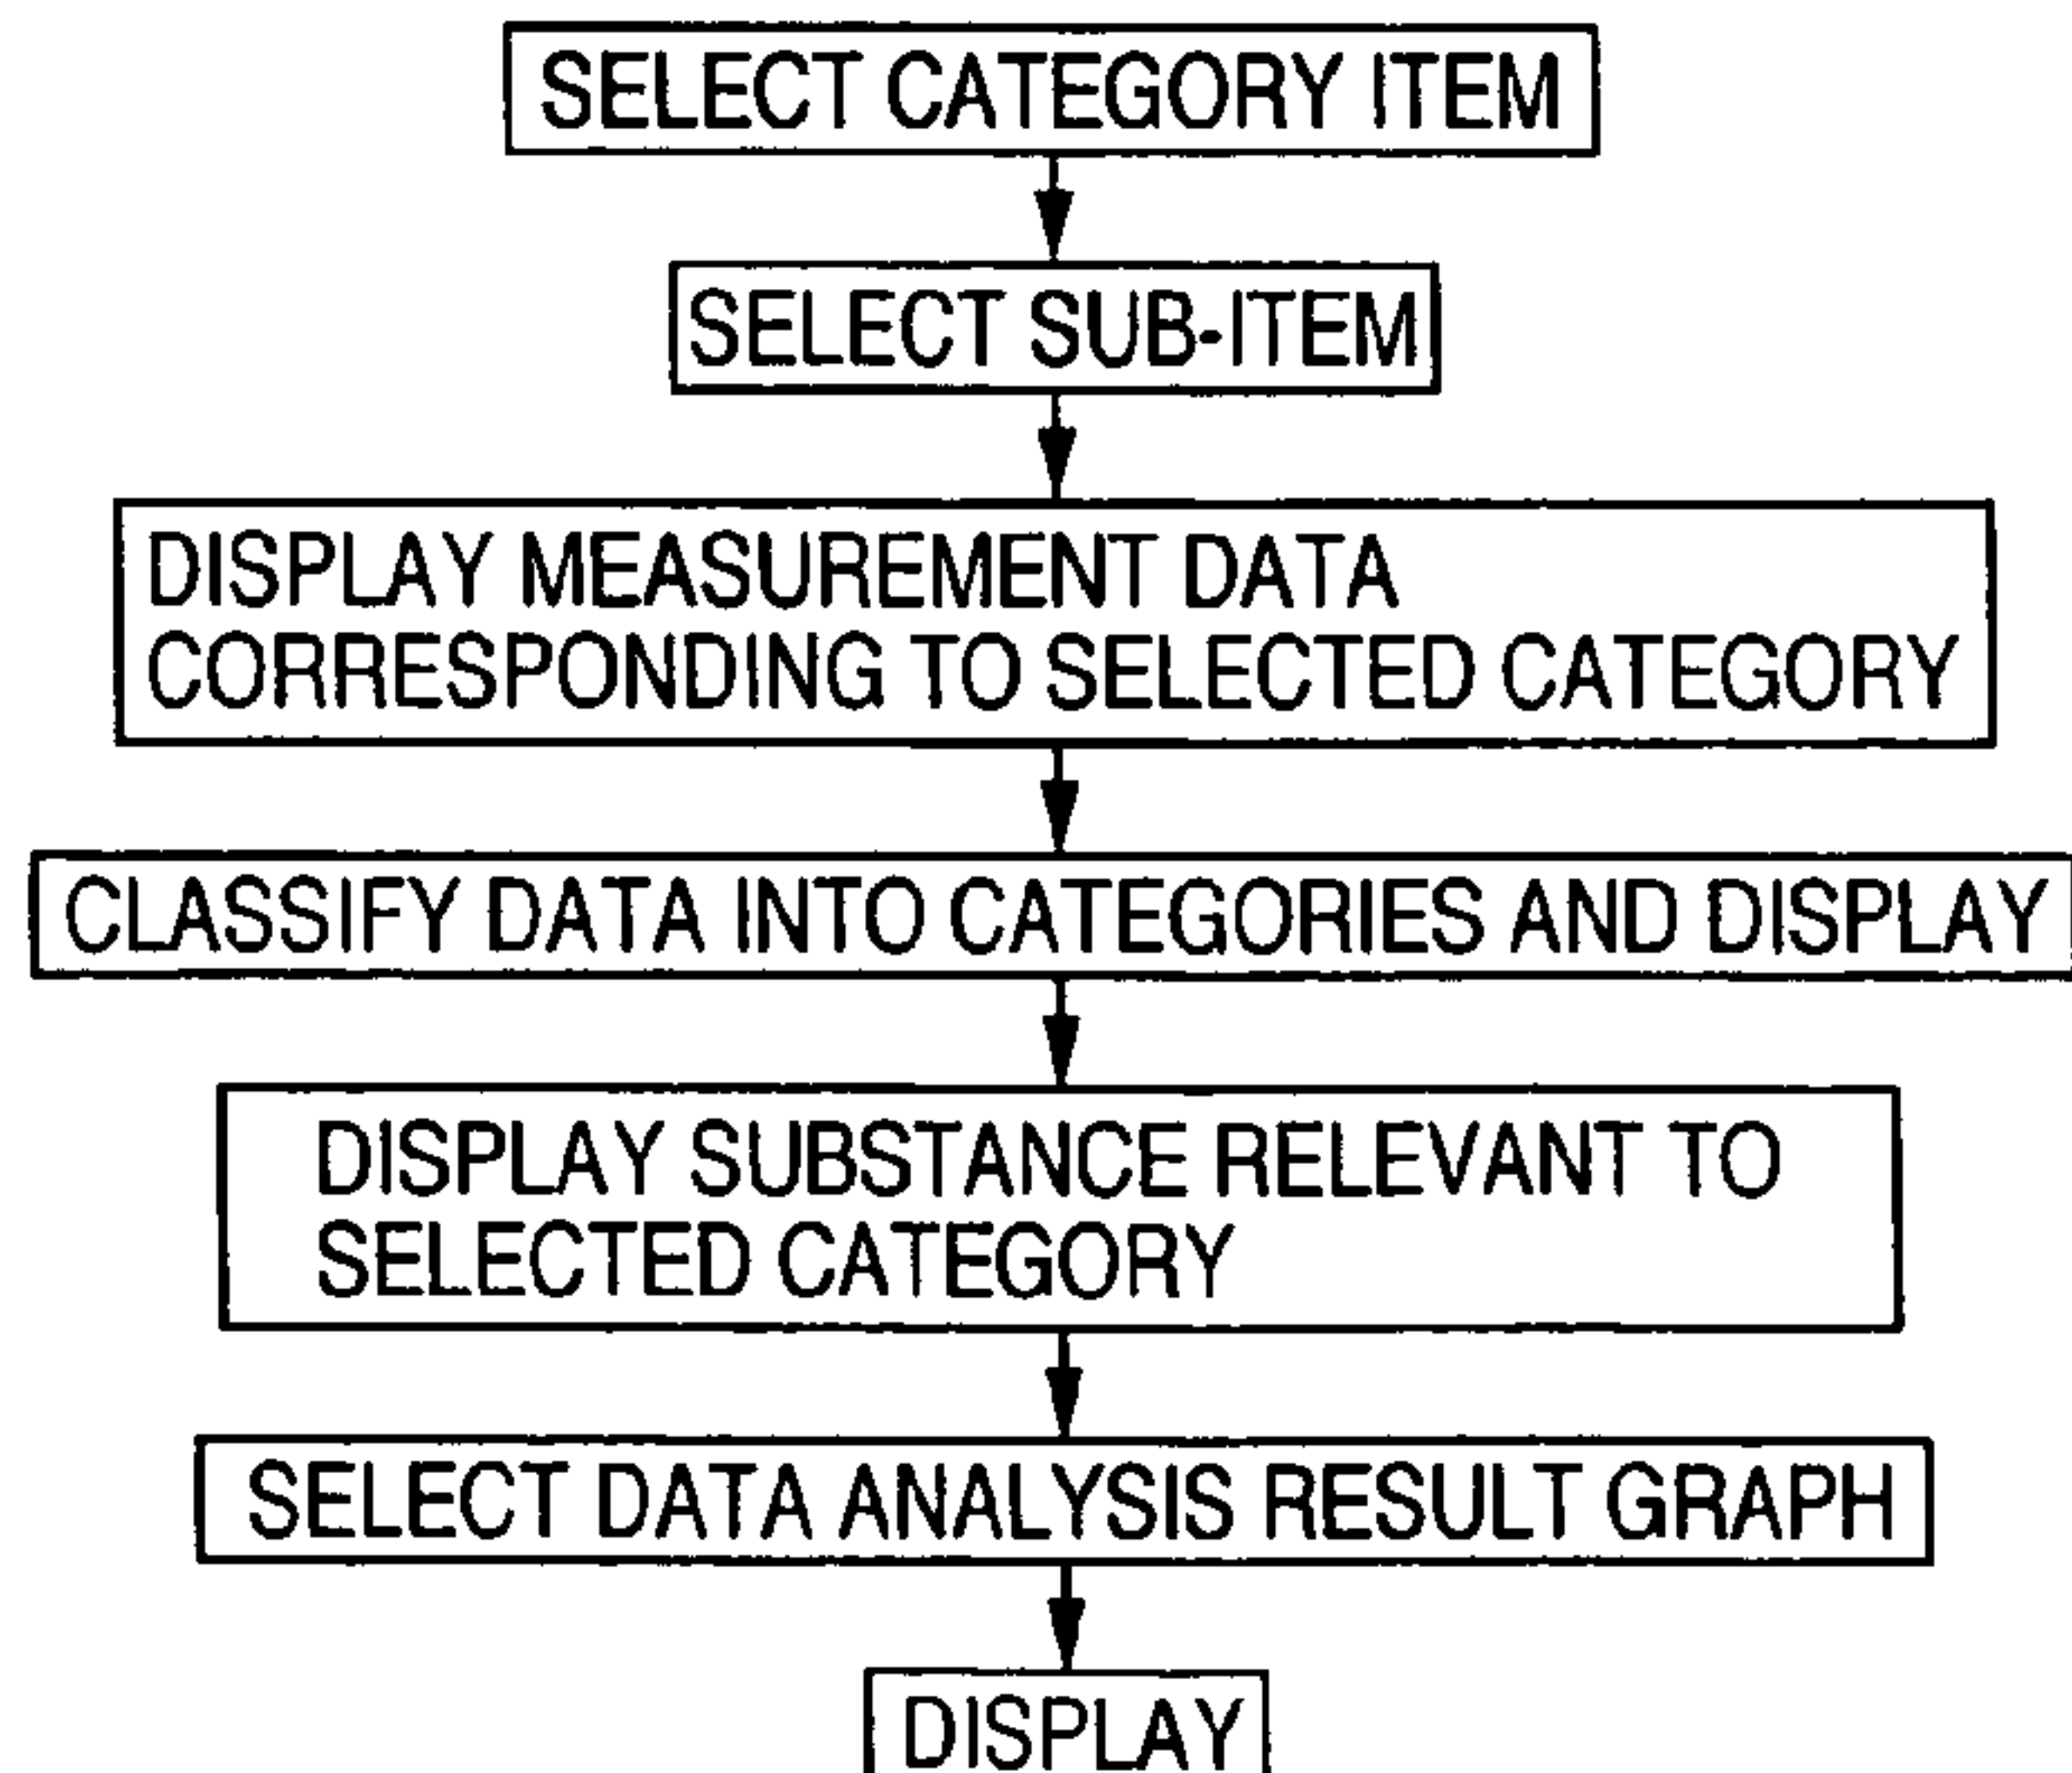 SELECT CATEGORY ITEM
SELECT SUB-ITEM
DISPLAY MEASUREMENT DATA
CORRESPONDING TO SELECTED CATEGORY
CLASSIFY DATA INTO CATEGORIES AND DISPLAY
DISPLAY SUBSTANCE RELEVANT TO
SELECTED CATEGORY
SELECT DATA ANALYSIS RESULT GRAPH
DISPLAY